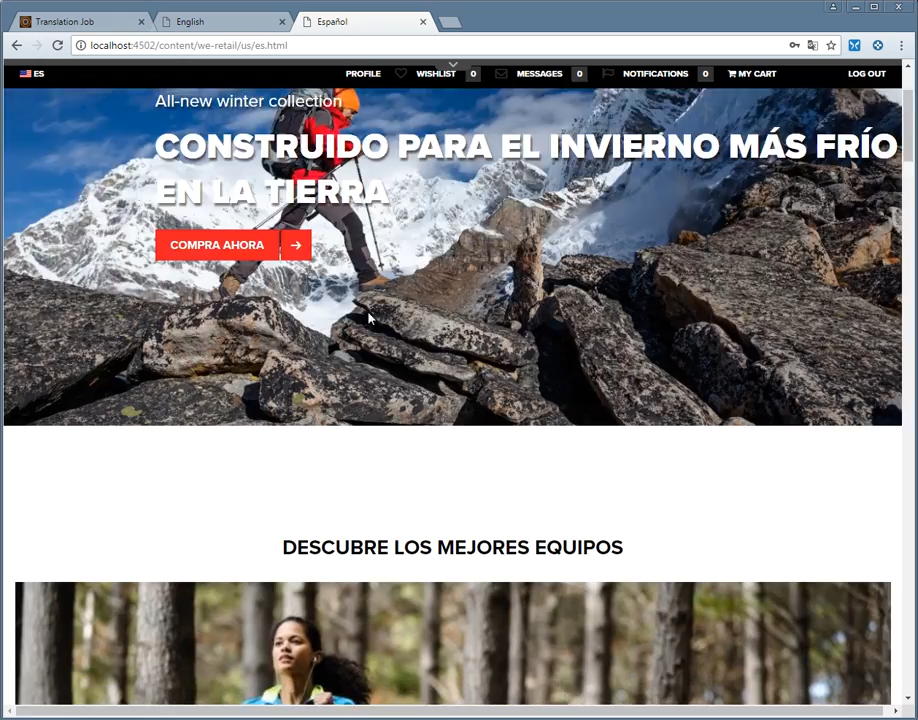 Translation Job
English
Español
localhost:4502/content/we-retail/us/es.html
ES
PROFILE
WISHLIST 0
MESSAGES 0
NOTIFICATIONS 0
MY CART
LOG OUT
All-new winter collection
CONSTRUIDO PARA EL INVIERNO MÁS FRÍO
EN LA TIERRA
COMPRA AHORA
DESCUBRE LOS MEJORES EQUIPOS